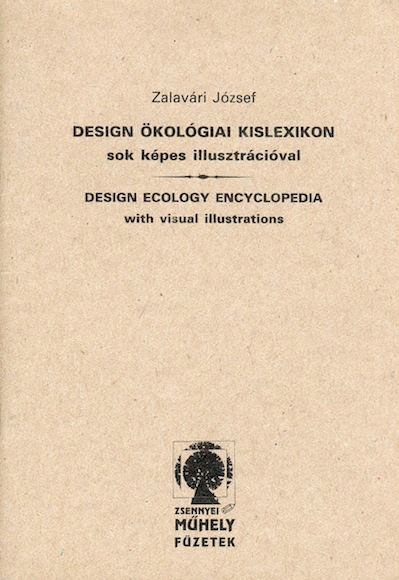 Zalavári József
DESIGN ÖKOLÓGIAI KISLEXIKON
sok képes illusztrációval
DESIGN ECOLOGY ENCYCLOPEDIA
with visual illustrations
ZSENNYEI
MŰHELY
FÜZETEK